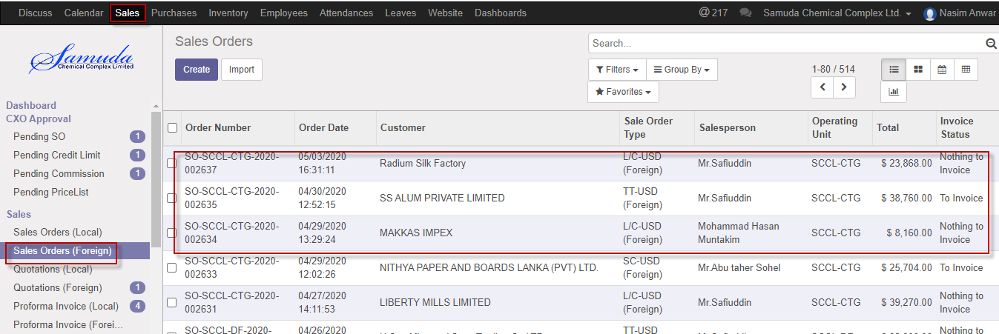 Discuss Calendar Sales Purchases Inventory Employees Attendances Leaves Website Dashboards @ 217 Samuda Chemical Complex Ltd. Nasim Anwar
Samuda
Chemical Complex Limited
Dashboard
CXO Approval
Pending SO 1
Pending Credit Limit 1
Pending Commission 1
Pending PriceList
Sales
Sales Orders (Local)
Sales Orders (Foreign)
Quotations (Local)
Quotations (Foreign) 1
Proforma Invoice (Local) 4
Proforma Invoice (Forei...
Sales Orders
Search...
Create Import
Filters Group By
Favorites
1-80 / 514
Order Number Order Date Customer Sale Order Type Salesperson Operating Unit Total Invoice Status
SO-SCCL-CTG-2020-002637 05/03/2020 16:31:11 Radium Silk Factory L/C-USD (Foreign) Mr.Safiuddin SCCL-CTG $ 23,868.00 Nothing to Invoice
SO-SCCL-CTG-2020-002635 04/30/2020 12:52:15 SS ALUM PRIVATE LIMITED TT-USD (Foreign) Mr.Safiuddin SCCL-CTG $ 38,760.00 To Invoice
SO-SCCL-CTG-2020-002634 04/29/2020 13:29:24 MAKKAS IMPEX L/C-USD (Foreign) Mohammad Hasan Muntakim SCCL-CTG $ 8,160.00 Nothing to Invoice
SO-SCCL-CTG-2020-002633 04/29/2020 12:02:26 NITHYA PAPER AND BOARDS LANKA (PVT) LTD. SC-USD (Foreign) Mr.Abu taher Sohel SCCL-CTG $ 25,704.00 To Invoice
SO-SCCL-CTG-2020-002631 04/27/2020 14:11:53 LIBERTY MILLS LIMITED L/C-USD (Foreign) Mr.Safiuddin SCCL-CTG $ 39,270.00 Nothing to Invoice
SO-SCCL-DF-2020- 04/26/2020 TT-USD